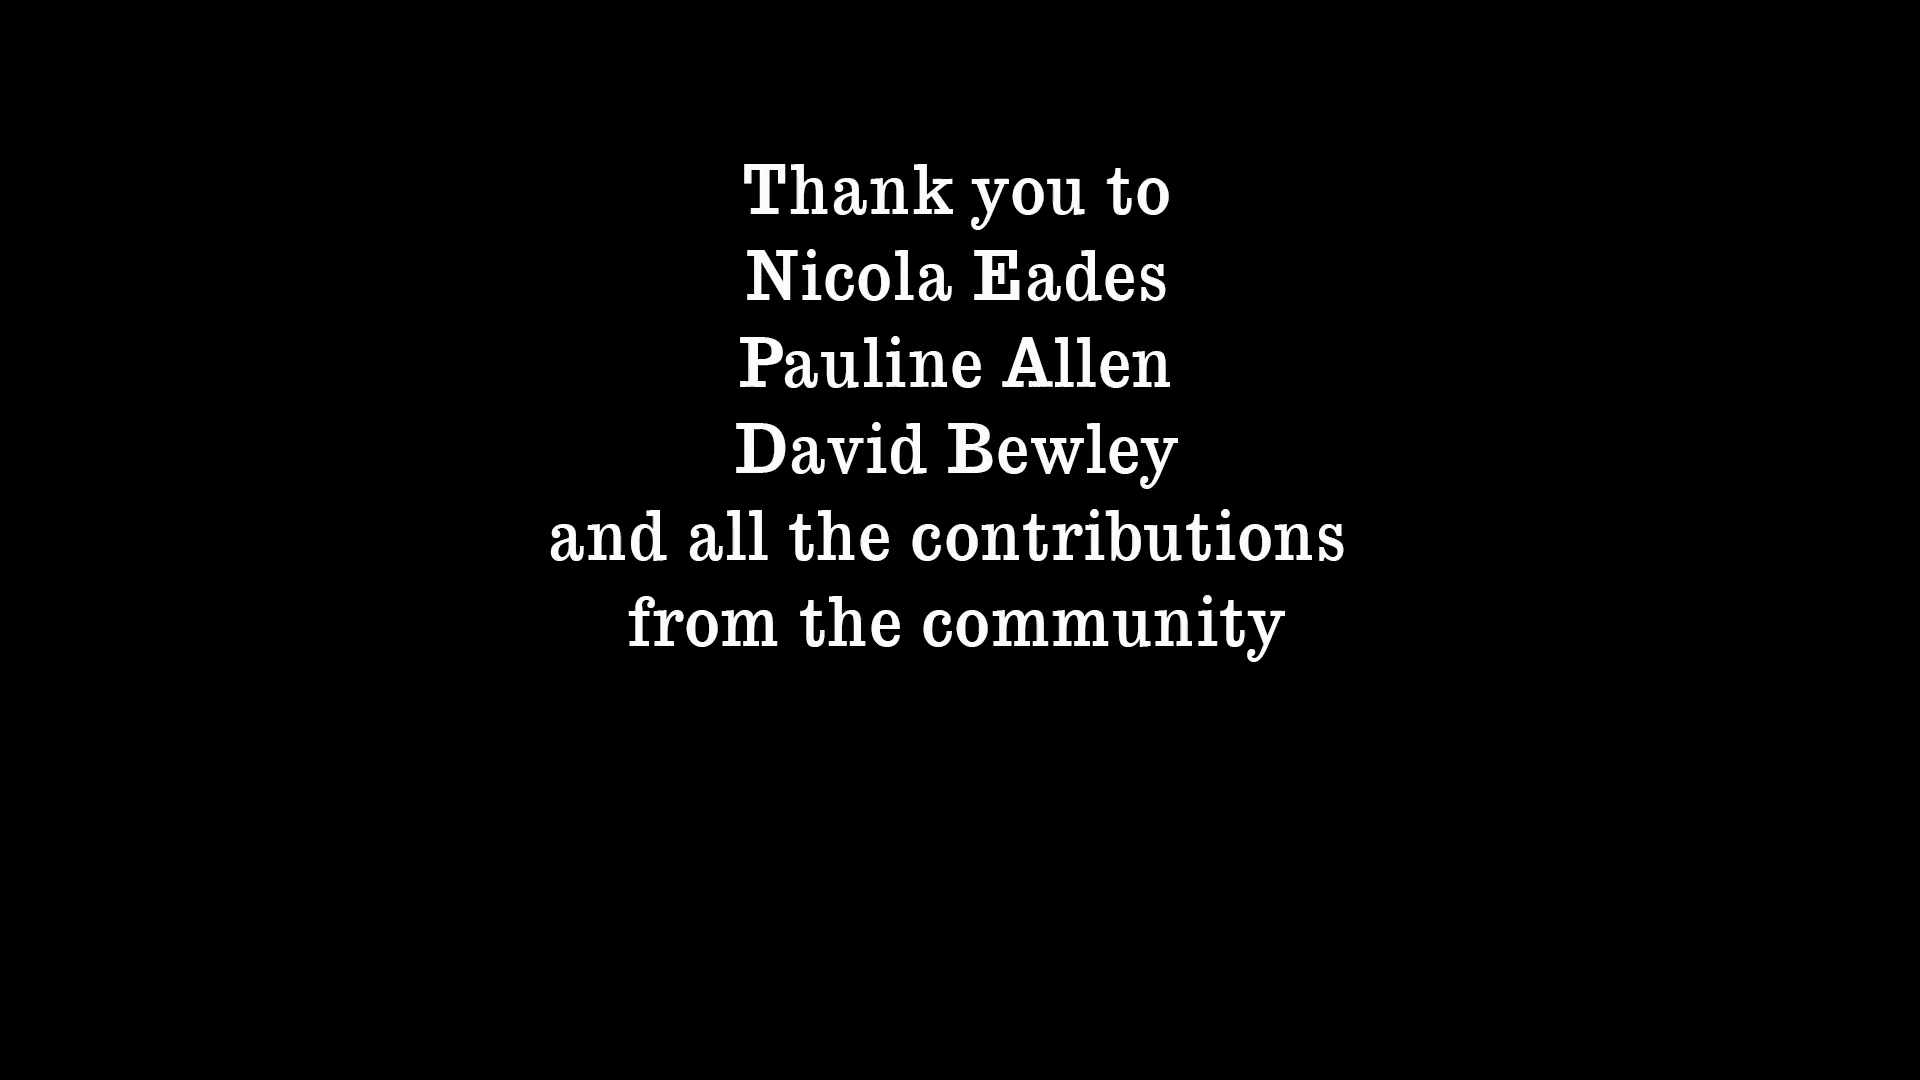 Thank you to
Nicola Eades
Pauline Allen
David Bewley
and all the contributions
from the community